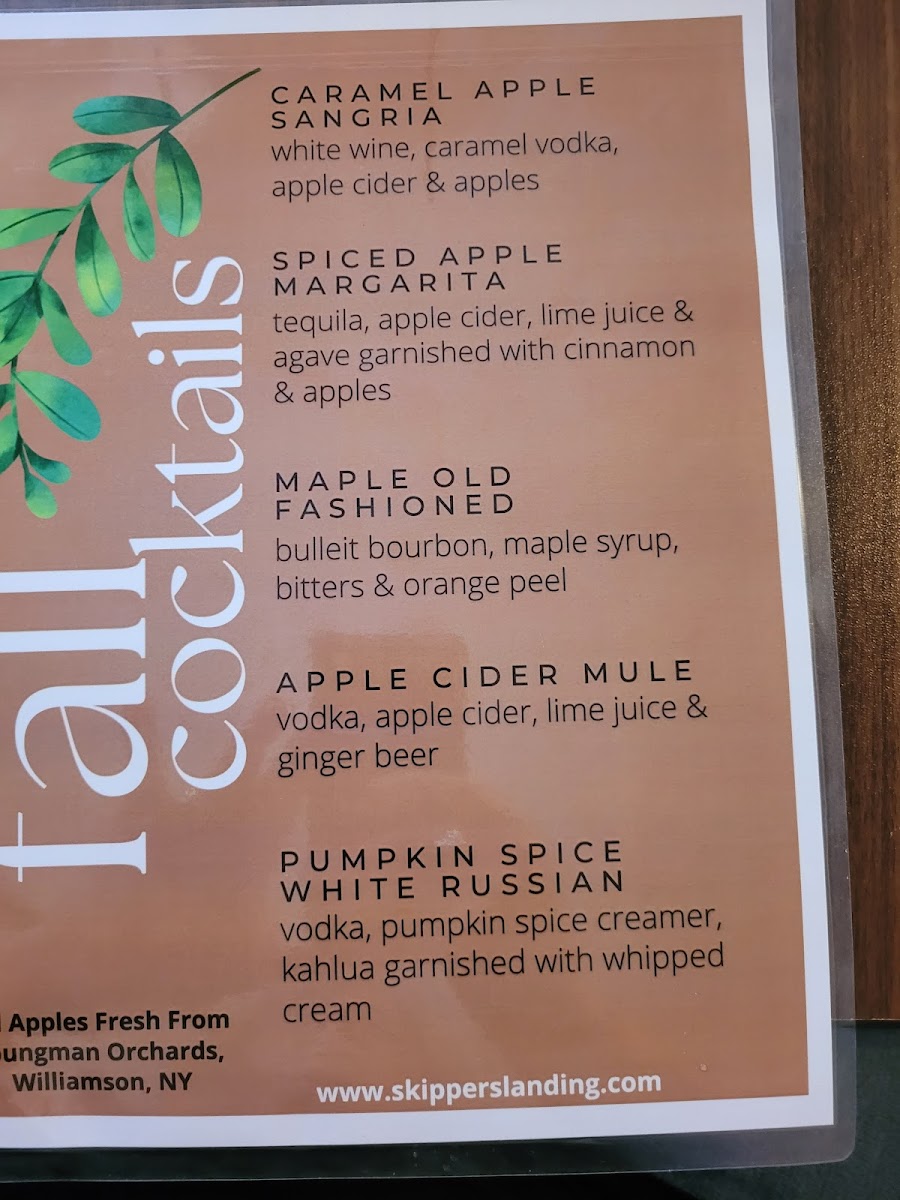 fall
cocktails
CARAMEL APPLE
SANGRIA
white wine, caramel vodka,
apple cider & apples
SPICED APPLE
MARGARITA
tequila, apple cider, lime juice &
agave garnished with cinnamon
& apples
MAPLE OLD
FASHIONED
bulleit bourbon, maple syrup,
bitters & orange peel
APPLE CIDER MULE
vodka, apple cider, lime juice &
ginger beer
PUMPKIN SPICE
WHITE RUSSIAN
vodka, pumpkin spice creamer,
kahlua garnished with whipped
cream
Apples Fresh From
Orchards,
Williamson, NY
www.skipperslanding.com